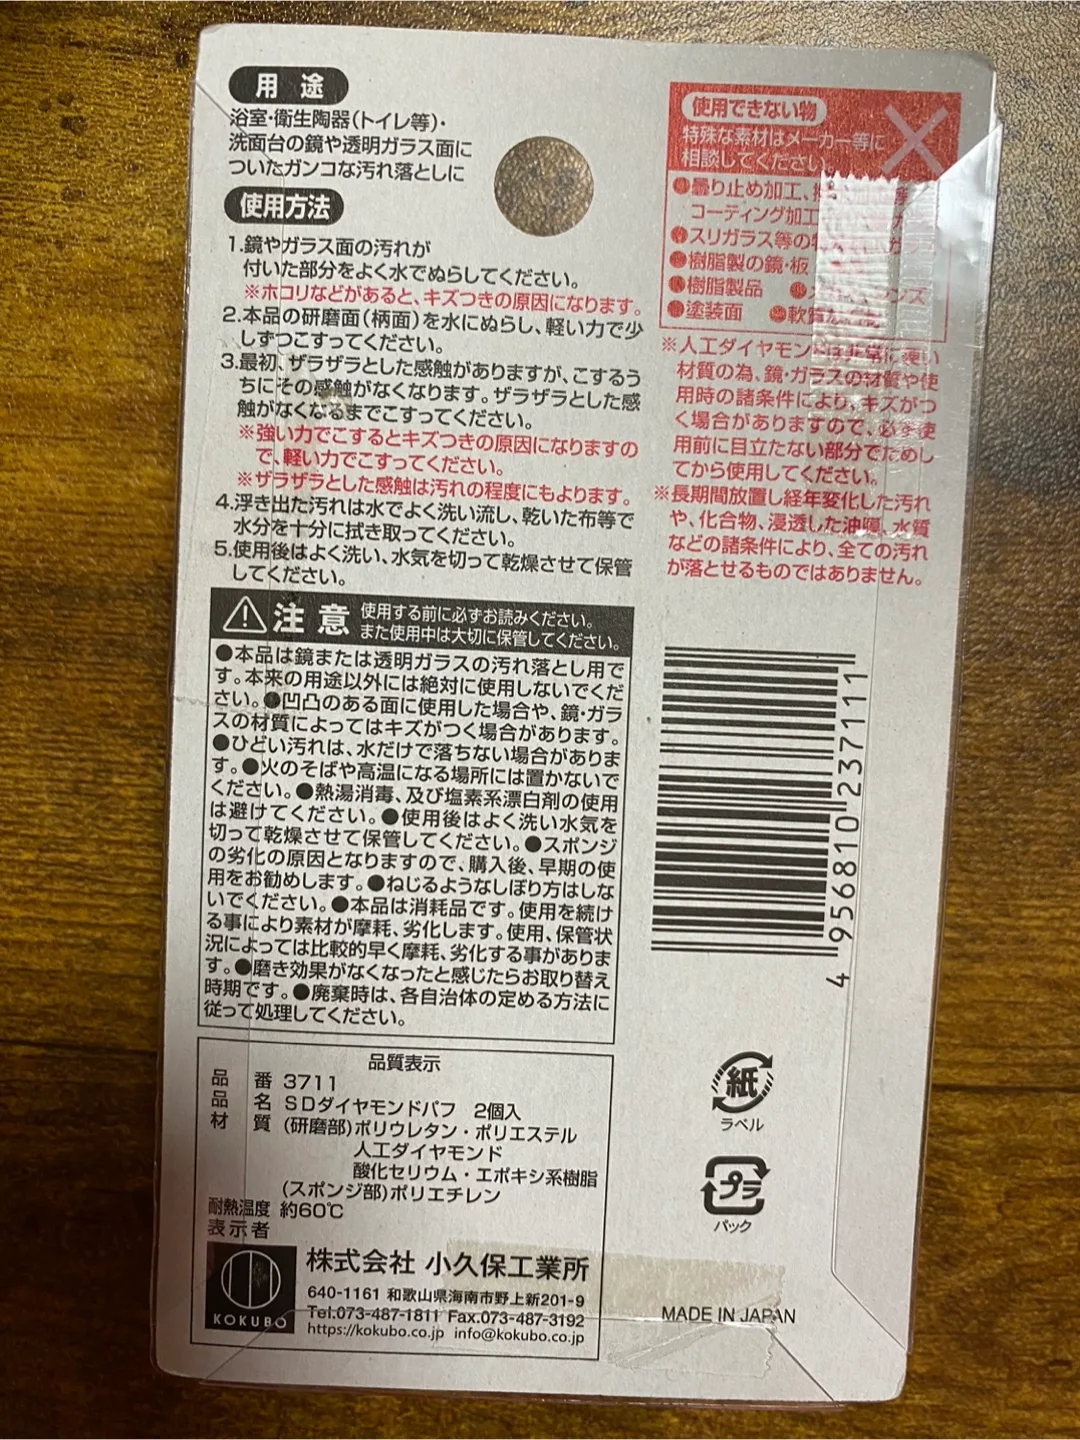 用途
浴室・衛生陶器(トイレ等)・
洗面台の鏡や透明ガラス面に
ついたガンコな汚れ落としに
使用方法
1.鏡やガラス面の汚れが
付いた部分をよく水でぬらしてください。
※ホコリなどがあると、キズつきの原因になります。
2.本品の研磨面(柄面)を水にぬらし、軽い力で少
しずつこすってください。
3.最初、ザラザラとした感触がありますが、こするう
ちにその感触がなくなります。ザラザラとした感
触がなくなるまでこすってください。
※強い力でこするとキズつきの原因になりますの
で、軽い力でこすってください。
※ザラザラとした感触は汚れの程度にもよります。
4.浮き出た汚れは水でよく洗い流し、乾いた布等で
水分を十分に拭き取ってください。
5.使用後はよく洗い、水気を切って乾燥させて保管
してください。
注意
使用する前に必ずお読みください。
また使用中は大切に保管してください。
●本品は鏡または透明ガラスの汚れ落とし用で
す。本来の用途以外には絶対に使用しないでくだ
さい。●凹凸のある面に使用した場合や、鏡・ガラ
スの材質によってはキズがつく場合があります。
●ひどい汚れは、水だけで落ちない場合がありま
す。●火のそばや高温になる場所には置かないで
ください。●熱湯消毒、及び塩素系漂白剤の使用
は避けてください。●使用後はよく洗い水気を
切って乾燥させて保管してください。●スポンジ
の劣化の原因となりますので、購入後、早期の使
用をお勧めします。●ねじるようなしぼり方はしな
いでください。●本品は消耗品です。使用を続け
る事により素材が摩耗、劣化します。使用、保管状
況によっては比較的早く摩耗、劣化する事がありま
す。●磨き効果がなくなったと感じたらお取り替え
時期です。●廃棄時は、各自治体の定める方法に
従って処理してください。
品質表示
品番 3711
品名 SDダイヤモンドパフ 2個入
材質 (研磨部)ポリウレタン・ポリエステル
人工ダイヤモンド
酸化セリウム・エポキシ系樹脂
(スポンジ部)ポリエチレン
耐熱温度 約60℃
表示者
KOKUBO
株式会社 小久保工業所
640-1161 和歌山県海南市野上新201-9
Tel.073-487-1811 Fax.073-487-3192
https://kokubo.co.jp info@kokubo.co.jp
使用できない物
特殊な素材はメーカー等に
相談してください。
●曇り止め加工、
コーティング加工
●スリガラス等の
●樹脂製の鏡・板
●樹脂製品
●塗装面
※人工ダイヤモンドは非常に硬い
材質の為、鏡・ガラスの材質や使
用時の諸条件により、キズがつ
く場合がありますので、必ず使
用前に目立たない部分でためし
てから使用してください。
※長期間放置し経年変化した汚れ
や、化合物、浸透した油膜、水質
などの諸条件により、全ての汚れ
が落とせるものではありません。
4 956810 237111
紙
ラベル
プラ
パック
MADE IN JAPAN